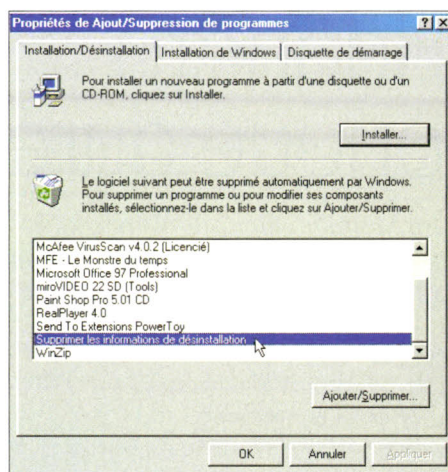 Propriétés de Ajout/Suppression de programmes
Installation/Désinstallation Installation de Windows Disquette de démarrage
Pour installer un nouveau programme à partir d'une disquette ou d'un
CD-ROM, cliquez sur Installer.
Installer...
Le logiciel suivant peut être supprimé automatiquement par Windows.
Pour supprimer un programme ou pour modifier ses composants
installés, sélectionnez-le dans la liste et cliquez sur Ajouter/Supprimer.
McAfee VirusScan v4.0.2 (Licencié)
MFE - Le Monstre du temps
Microsoft Office 97 Professional
miroVIDEO 22 SD (Tools)
Paint Shop Pro 5.01 CD
RealPlayer 4.0
Send To Extensions PowerToy
Supprimer les informations de désinstallation
WinZip
Ajouter/Supprimer...
OK Annuler Appliquer